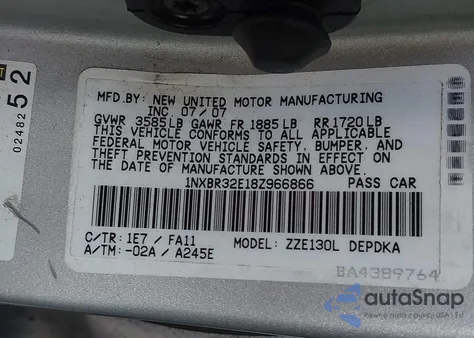 MFD.BY: NEW UNITED MOTOR MANUFACTURING
INC 07/07
GVWR 3585LB GAWR FR 1885LB RR1720LB
THIS VEHICLE CONFORMS TO ALL APPLICABLE
FEDERAL MOTOR VEHICLE SAFETY, BUMPER, AND
THEFT PREVENTION STANDARDS IN EFFECT ON
THE DATE OF MANUFACTURE SHOWN ABOVE.
1NXBR32E18Z966866 PASS CAR
C/TR: 1E7 / FA11 MODEL: ZZE130L DEPDKA
A/TM: -02A / A245E
BA4389764
02482
52
autoSnap